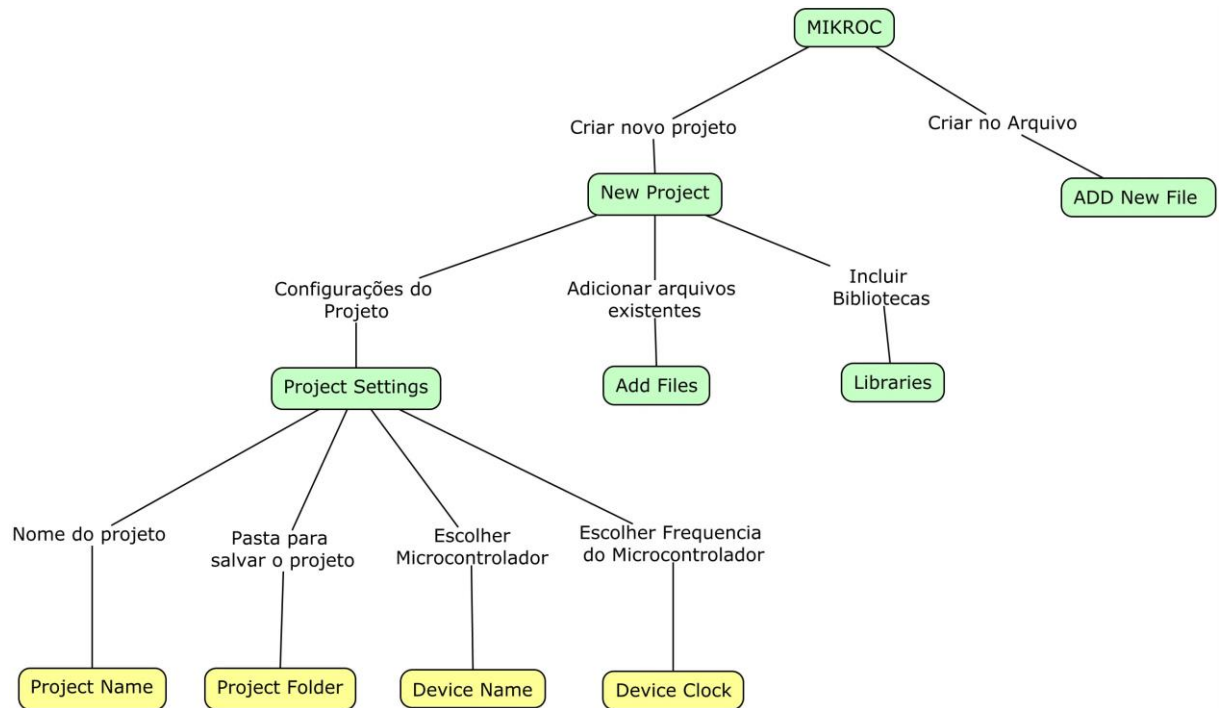 MIKROC
Criar novo projeto
Criar no Arquivo
New Project
ADD New File
Configurações do
Projeto
Adicionar arquivos
existentes
Incluir
Bibliotecas
Project Settings
Add Files
Libraries
Nome do projeto
Pasta para
salvar o projeto
Escolher
Microcontrolador
Escolher Frequencia
do Microcontrolador
Project Name
Project Folder
Device Name
Device Clock